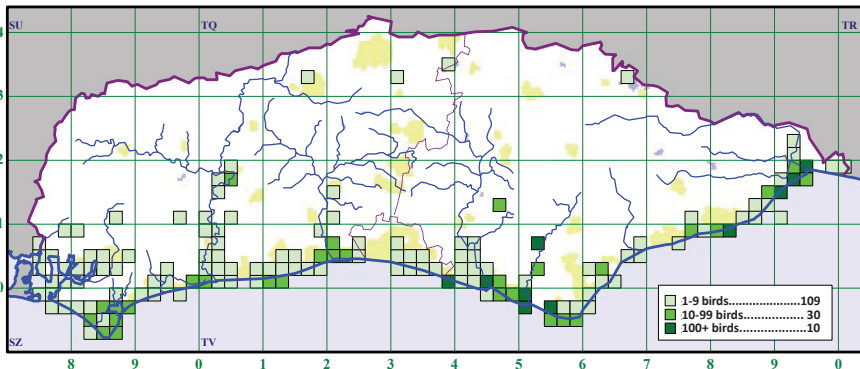 SU TQ TR
4
3
2
1
0
SZ TV
8 9 0 1 2 3 4 5 6 7 8 9 0
1-9 birds......................109
10-99 birds.................. 30
100+ birds.................... 10